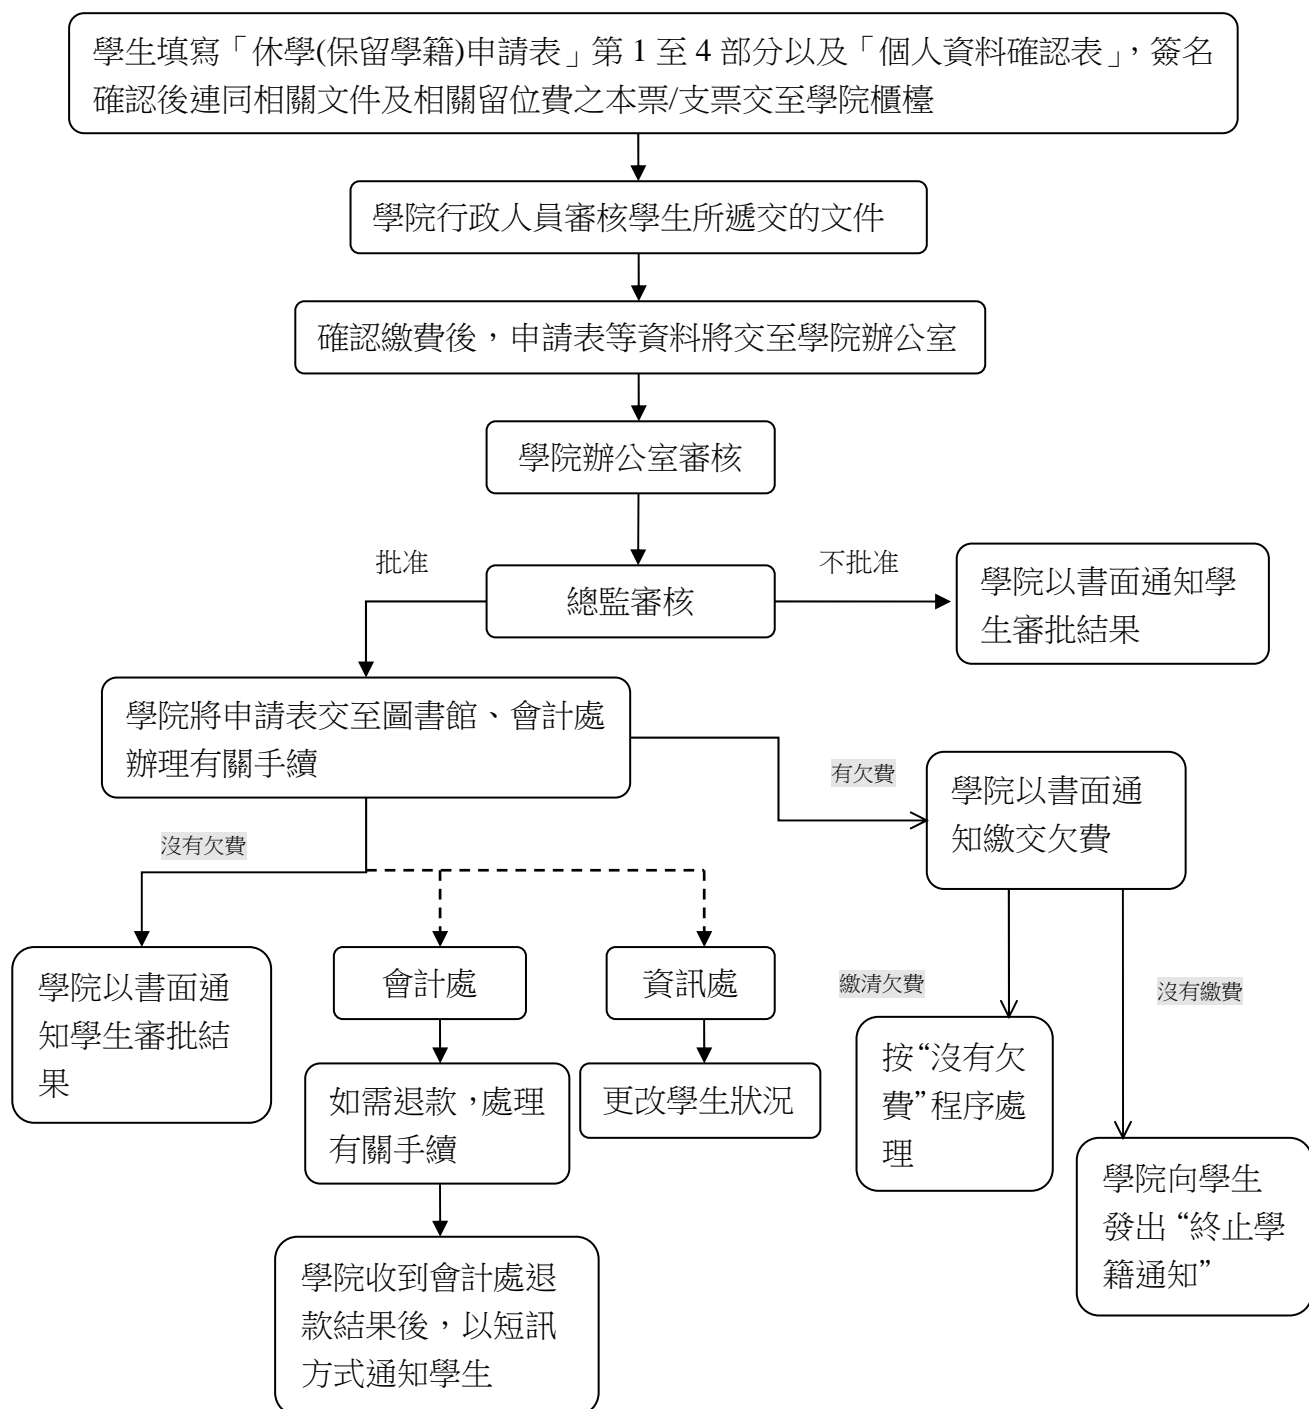 學生填寫「休學(保留學籍)申請表」第 1 至 4 部分以及「個人資料確認表」，簽名
確認後連同相關文件及相關留位費之本票/支票交至學院櫃檯
學院行政人員審核學生所遞交的文件
確認繳費後，申請表等資料將交至學院辦公室
學院辦公室審核
批准
不批准
總監審核
學院以書面通知學
生審批結果
學院將申請表交至圖書館、會計處
辦理有關手續
有欠費
學院以書面通
知繳交欠費
沒有欠費
學院以書面通
知學生審批結
果
會計處
資訊處
繳清欠費
沒有繳費
如需退款，處理
有關手續
更改學生狀況
按“沒有欠
費”程序處
理
學院向學生
發出 “終止學
籍通知”
學院收到會計處退
款結果後，以短訊
方式通知學生